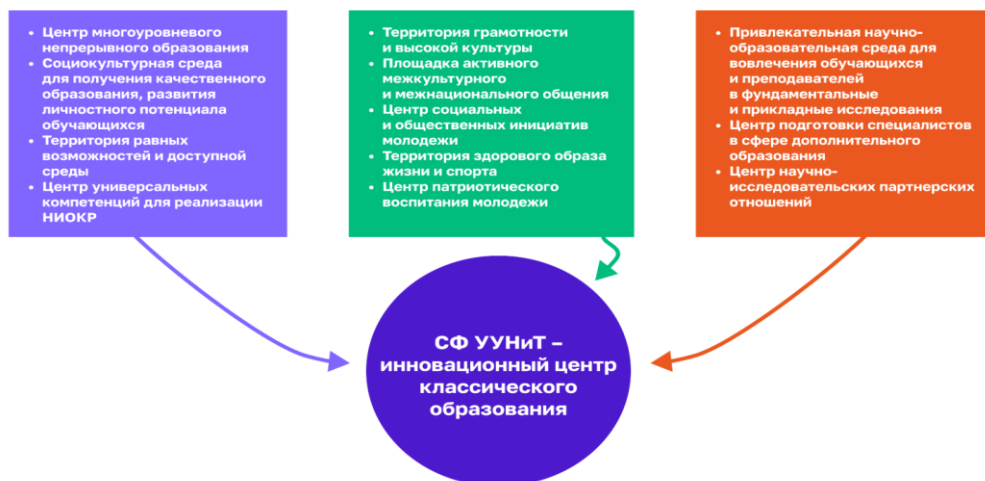 • Центр многоуровневого
непрерывного образования
• Социокультурная среда
для получения качественного
образования, развития
личностного потенциала
обучающихся
• Территория равных
возможностей и доступной
среды
• Центр универсальных
компетенций для реализации
НИОКР
• Территория грамотности
и высокой культуры
• Площадка активного
межкультурного
и межнационального общения
• Центр социальных
и общественных инициатив
молодежи
• Территория здорового образа
жизни и спорта
• Центр патриотического
воспитания молодежи
• Привлекательная научно-
образовательная среда для
вовлечения обучающихся
и преподавателей
в фундаментальные
и прикладные исследования
• Центр подготовки специалистов
в сфере дополнительного
образования
• Центр научно-
исследовательских партнерских
отношений
СФ УУНиТ –
инновационный центр
классического
образования